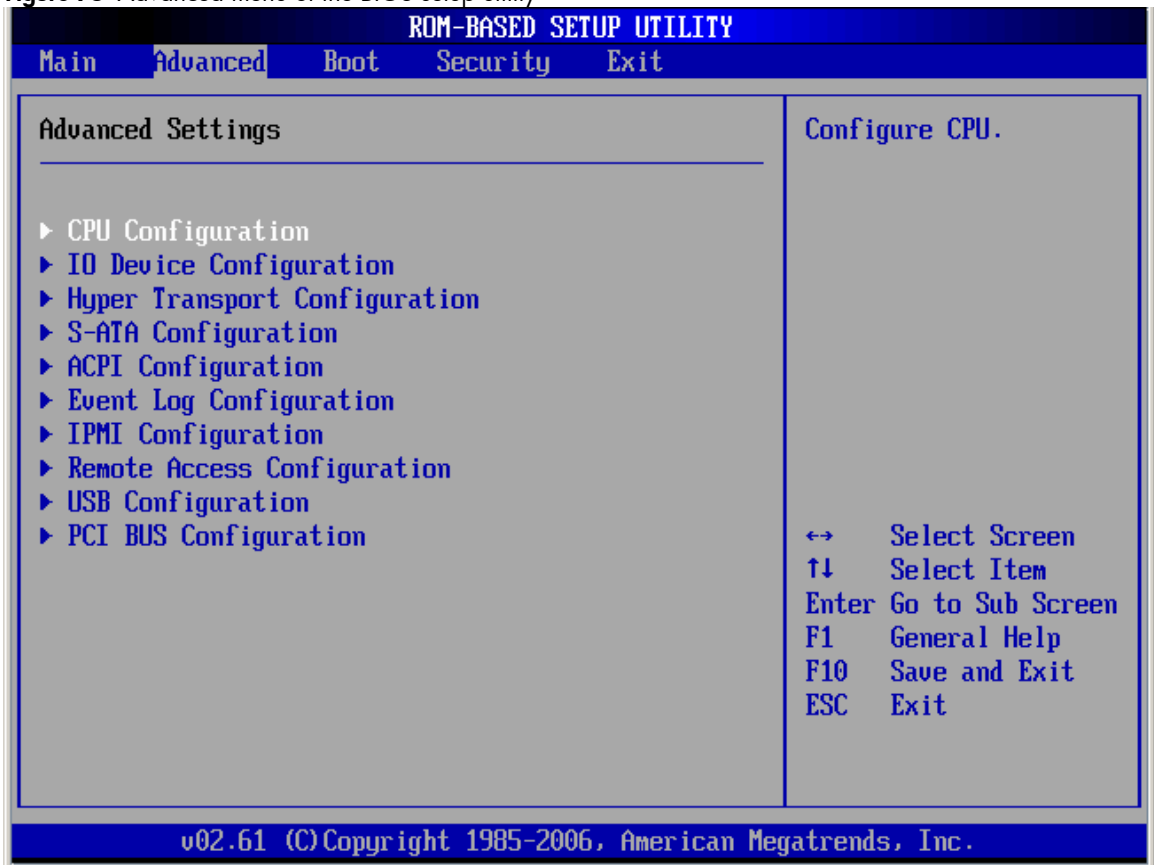 ROM-BASED SETUP UTILITY
Main Advanced Boot Security Exit
Advanced Settings
▶ CPU Configuration
▶ IO Device Configuration
▶ Hyper Transport Configuration
▶ S-ATA Configuration
▶ ACPI Configuration
▶ Event Log Configuration
▶ IPMI Configuration
▶ Remote Access Configuration
▶ USB Configuration
▶ PCI BUS Configuration
Configure CPU.
↔ Select Screen
↑↓ Select Item
Enter Go to Sub Screen
F1 General Help
F10 Save and Exit
ESC Exit
v02.61 (C)Copyright 1985-2006, American Megatrends, Inc.